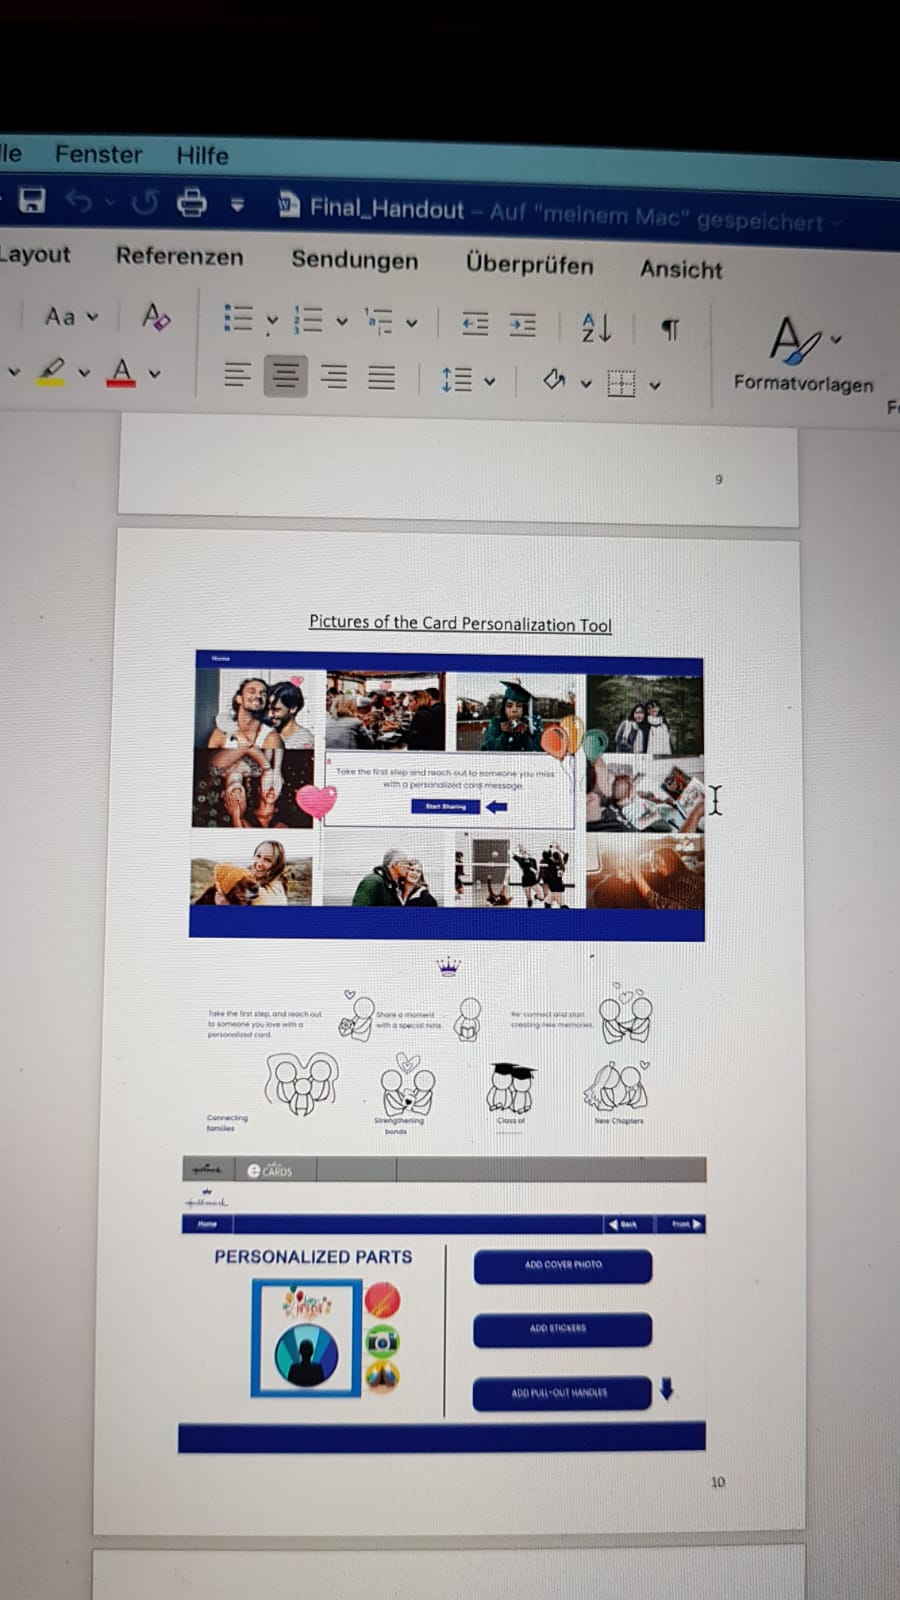 lle Fenster Hilfe
Final_Handout – Auf "meinem Mac" gespeichert
Layout Referenzen Sendungen Überprüfen Ansicht
Aa
Formatvorlagen
9
Pictures of the Card Personalization Tool
Home
Take the first step and reach out to someone you miss
with a personalized card message.
Start Sharing
Take the first step, and reach out
to someone you love with a
personalized card.
Share a moment
with a special note.
Re-connect and start
creating new memories.
Connecting
families
Strengthening
bonds
Class of
New Chapters
Hallmark
eCARDS
Hallmark
Home Back Front
PERSONALIZED PARTS
ADD COVER PHOTO
ADD STICKERS
ADD PULL-OUT HANDLES
10